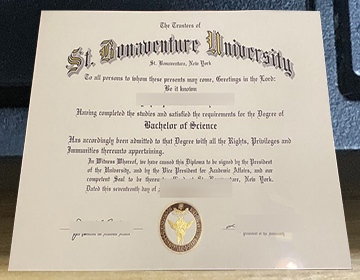 The Trustees of
St. Bonaventure University
St. Bonaventure, New York
To all persons to whom these presents may come, Greetings in the Lord:
Be it known
Having completed the studies and satisfied the requirements for the Degree of
Bachelor of Science
Has accordingly been admitted to that Degree with all the Rights, Privileges and
Immunities thereunto appertaining.
In Witness Whereof, we have caused this Diploma to be signed by the President
of the University, and by the Vice President for Academic Affairs, and our
competent Seal to be St. Bonaventure, New York.
Dated this seventeenth day of